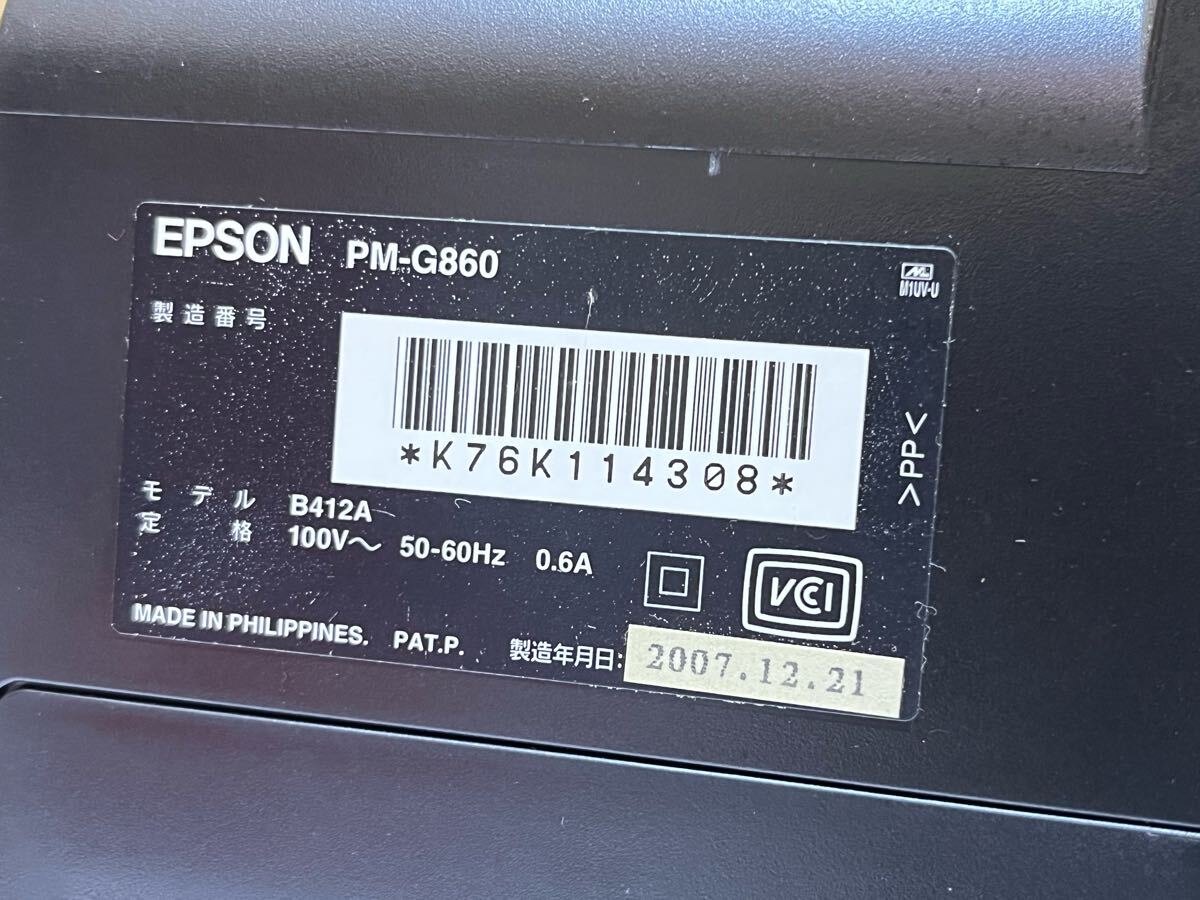 EPSON PM-G860
M1UV-U
製造番号
*K76K114308*
>PP<
モデル B412A
定格 100V～ 50-60Hz 0.6A
VCCI
MADE IN PHILIPPINES. PAT.P. 製造年月日: 2007.12.21